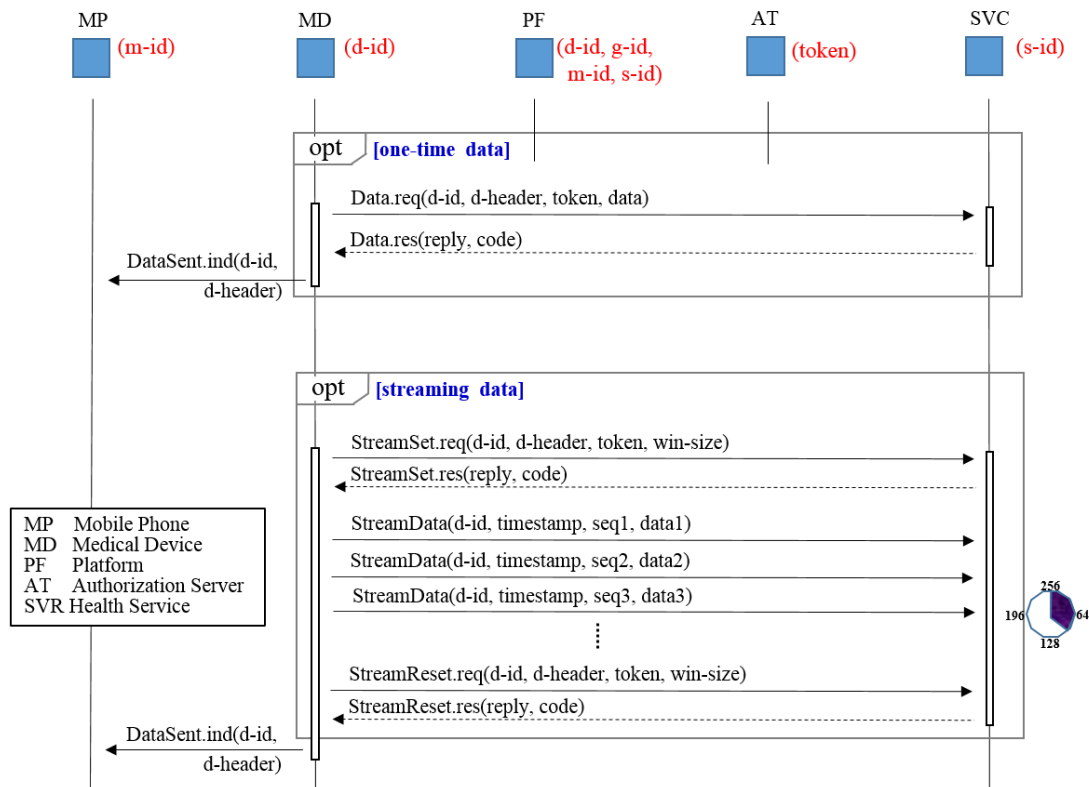 MP MD PF AT SVC
(m-id) (d-id) (d-id, g-id, (token) (s-id)
m-id, s-id)
opt [one-time data]
Data.req(d-id, d-header, token, data)
Data.res(reply, code)
DataSent.ind(d-id,
d-header)
opt [streaming data]
StreamSet.req(d-id, d-header, token, win-size)
StreamSet.res(reply, code)
MP Mobile Phone
MD Medical Device
PF Platform
AT Authorization Server
SVR Health Service
StreamData(d-id, timestamp, seq1, data1)
StreamData(d-id, timestamp, seq2, data2)
StreamData(d-id, timestamp, seq3, data3)
256
196 64
128
StreamReset.req(d-id, d-header, token, win-size)
StreamReset.res(reply, code)
DataSent.ind(d-id,
d-header)